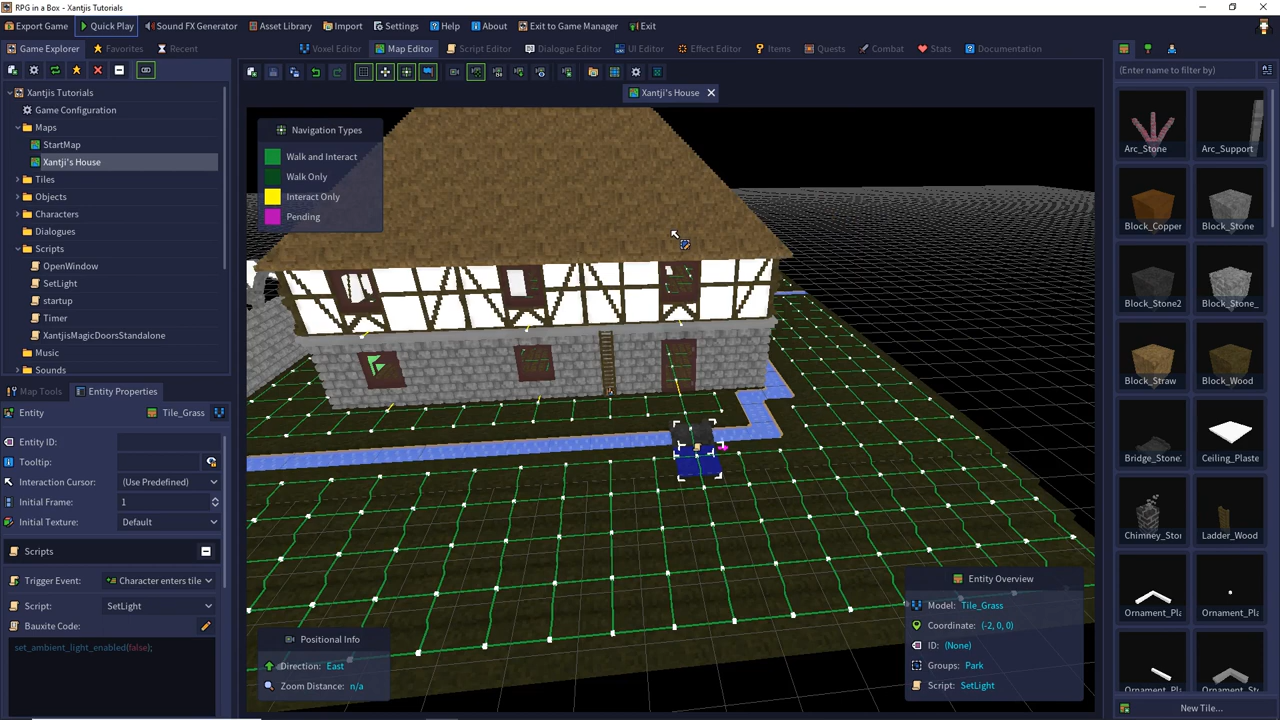 RPG in a Box - Xantjis Tutorials
Export Game
Quick Play
Sound FX Generator
Asset Library
Import
Settings
Help
About
Exit to Game Manager
Exit
Game Explorer
Favorites
Recent
Voxel Editor
Map Editor
Script Editor
Dialogue Editor
UI Editor
Effect Editor
Items
Quests
Combat
Stats
Documentation
(Enter name to filter by)
Xantji's House
Xantjis Tutorials
Game Configuration
Maps
StartMap
Xantji's House
Tiles
Objects
Characters
Dialogues
Scripts
OpenWindow
SetLight
startup
Timer
XantjisMagicDoorsStandalone
Music
Sounds
Navigation Types
Walk and Interact
Walk Only
Interact Only
Pending
Map Tools
Entity Properties
Entity
Tile_Grass
Entity ID:
Tooltip:
Interaction Cursor:
(Use Predefined)
Initial Frame:
1
Initial Texture:
Default
Scripts
Trigger Event:
Character enters tile
Script:
SetLight
Bauxite Code:
set_ambient_light_enabled(false);
Positional Info
Direction: East
Zoom Distance: n/a
Entity Overview
Model: Tile_Grass
Coordinate: (-2, 0, 0)
ID: (None)
Groups: Park
Script: SetLight
Arc_Stone
Arc_Support
Block_Copper
Block_Stone
Block_Stone2
Block_Stone_
Block_Straw
Block_Wood
Bridge_Stone
Ceiling_Plaste
Chimney_Stor
Ladder_Wood
Ornament_Pla
Ornament_Pla
Ornament_Pla
Ornament_St
New Tile...